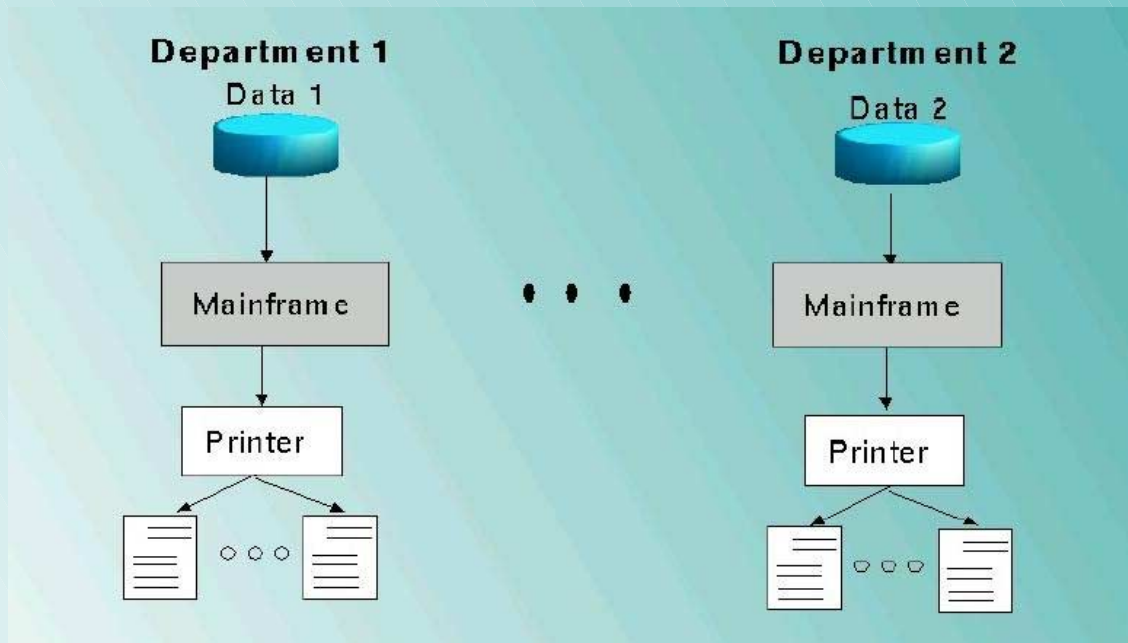 Department 1
Data 1
Mainframe
Printer
Department 2
Data 2
Mainframe
Printer